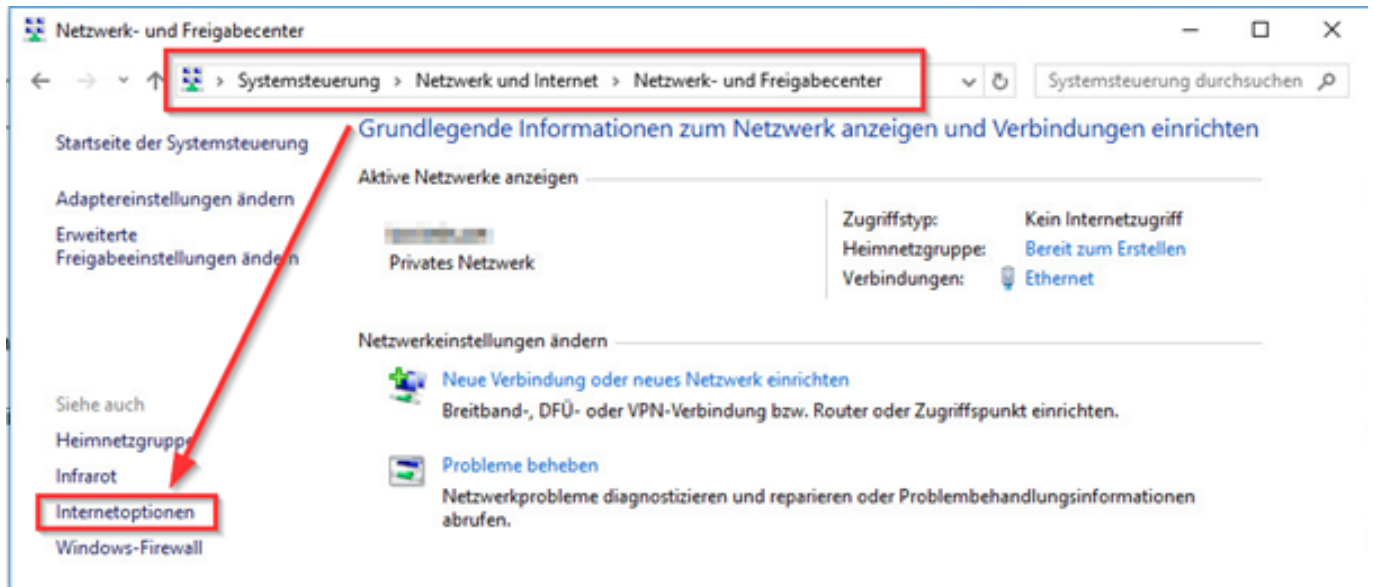 Netzwerk- und Freigabecenter
Systemsteuerung > Netzwerk und Internet > Netzwerk- und Freigabecenter
Systemsteuerung durchsuchen
Startseite der Systemsteuerung
Adaptereinstellungen ändern
Erweiterte
Freigabeeinstellungen ändern
Grundlegende Informationen zum Netzwerk anzeigen und Verbindungen einrichten
Aktive Netzwerke anzeigen
Privates Netzwerk
Zugriffstyp: Kein Internetzugriff
Heimnetzgruppe: Bereit zum Erstellen
Verbindungen: Ethernet
Netzwerkeinstellungen ändern
Neue Verbindung oder neues Netzwerk einrichten
Breitband-, DFÜ- oder VPN-Verbindung bzw. Router oder Zugriffspunkt einrichten.
Probleme beheben
Netzwerkprobleme diagnostizieren und reparieren oder Problembehandlungsinformationen
abrufen.
Siehe auch
Heimnetzgruppe
Infrarot
Internetoptionen
Windows-Firewall